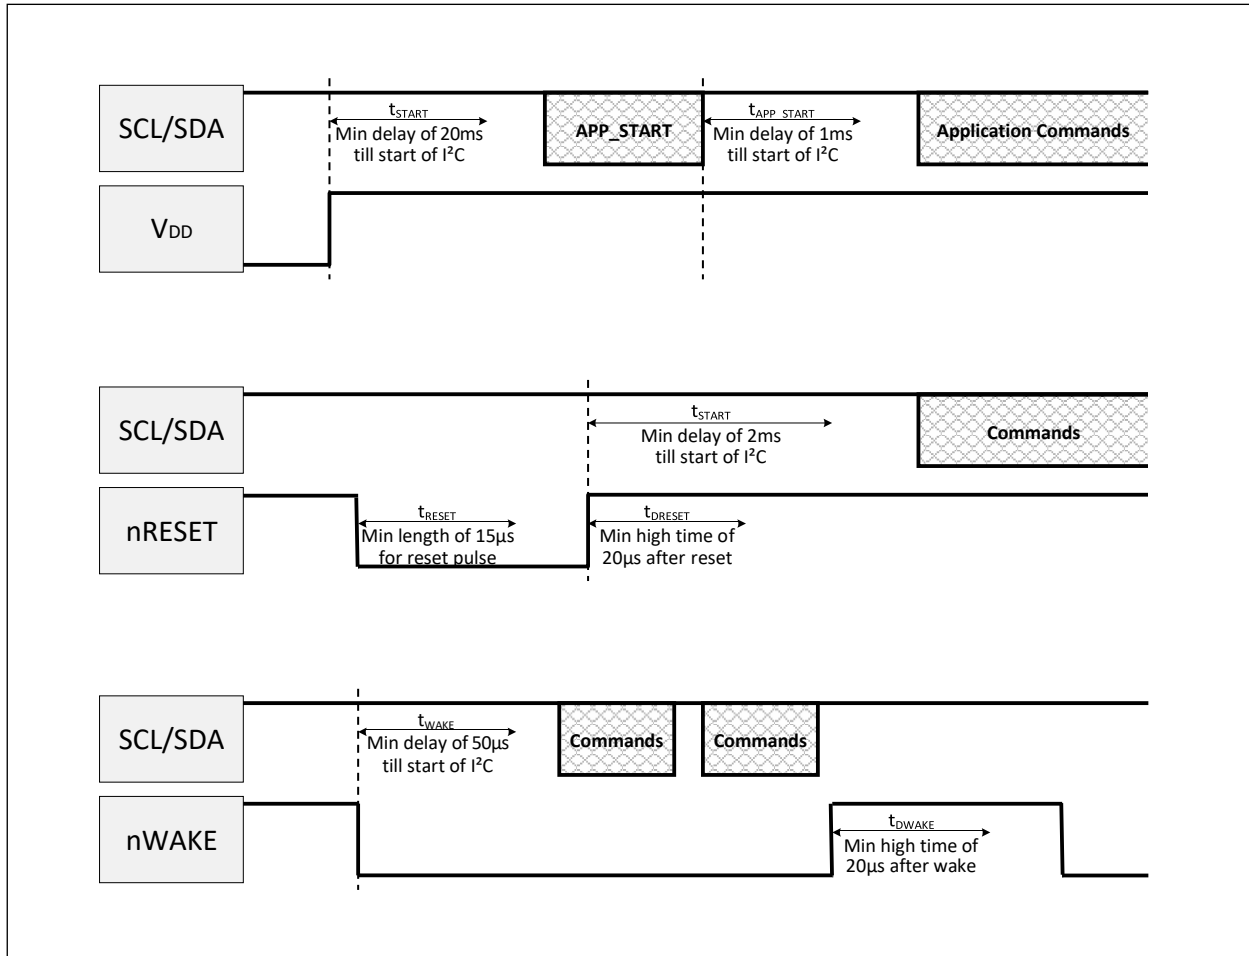 SCL/SDA
tSTART
Min delay of 20ms
till start of I²C
APP_START
tAPP_START
Min delay of 1ms
till start of I²C
Application Commands
VDD
SCL/SDA
tSTART
Min delay of 2ms
till start of I²C
Commands
nRESET
tRESET
Min length of 15µs
for reset pulse
tDRESET
Min high time of
20µs after reset
SCL/SDA
tWAKE
Min delay of 50µs
till start of I²C
Commands
Commands
nWAKE
tDWAKE
Min high time of
20µs after wake